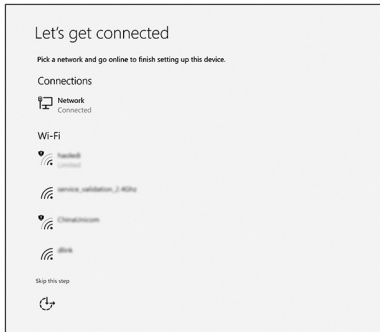 Let's get connected
Pick a network and go online to finish setting up this device.
Connections
Network
Connected
Wi-Fi
Limited
service_validation_2.4Ghz
ChinaUnicom
dlink
Skip this step